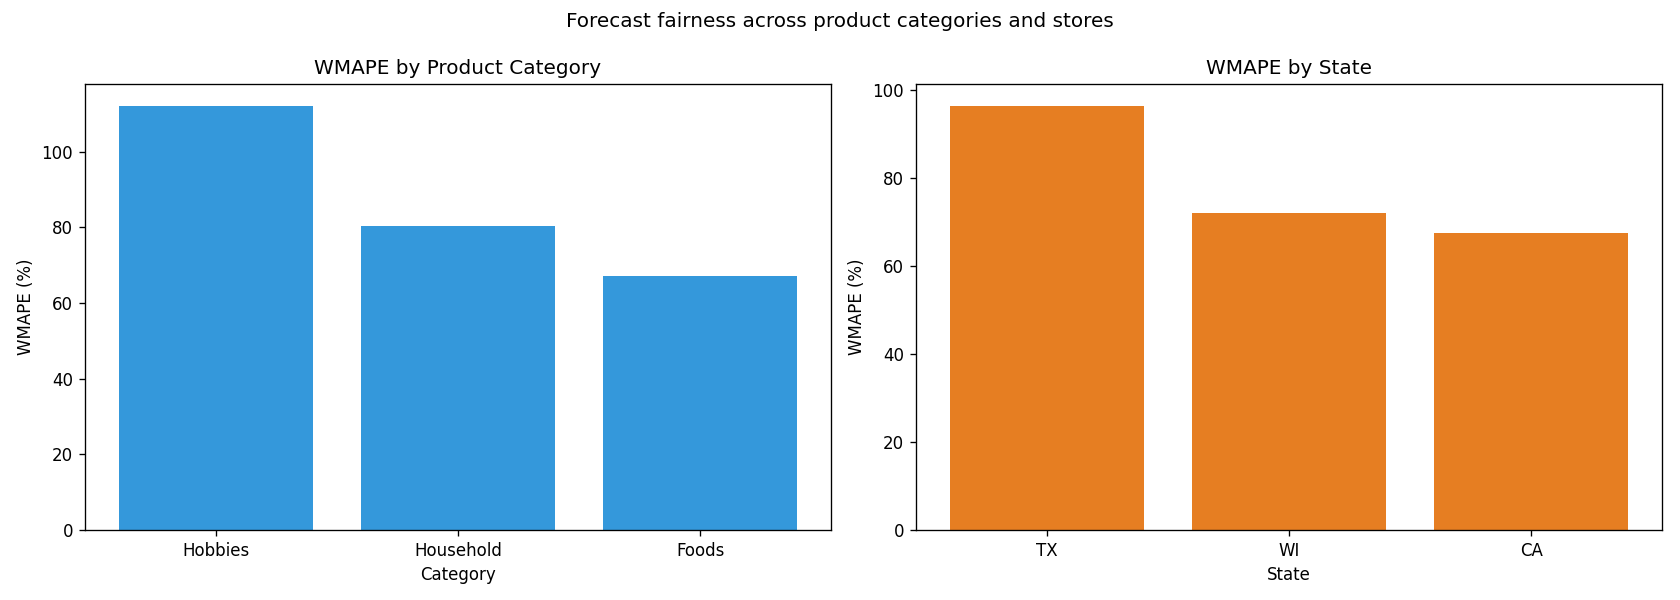 Forecast fairness across product categories and stores
WMAPE by Product Category
WMAPE (%)
100
80
60
40
20
0
Hobbies
Household
Foods
Category
WMAPE by State
WMAPE (%)
100
80
60
40
20
0
TX
WI
CA
State